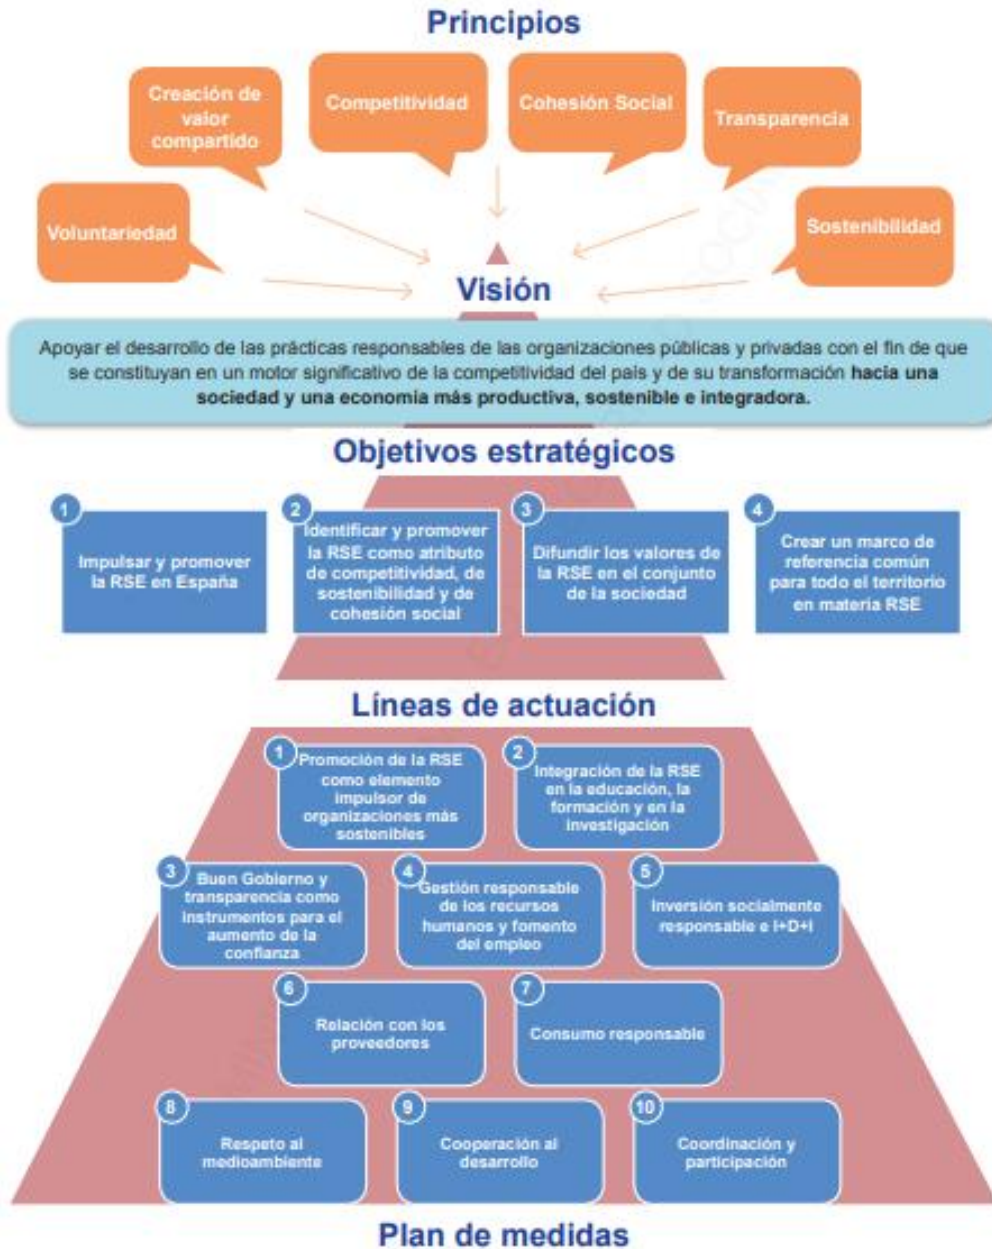 Principios
Creación de
valor
compartido
Competitividad
Cohesión Social
Transparencia
Voluntariedad
Sostenibilidad
Visión
Apoyar el desarrollo de las prácticas responsables de las organizaciones públicas y privadas con el fin de que
se constituyan en un motor significativo de la competitividad del país y de su transformación hacia una
sociedad y una economía más productiva, sostenible e integradora.
Objetivos estratégicos
1
Impulsar y promover
la RSE en España
2
Identificar y promover
la RSE como atributo
de competitividad, de
sostenibilidad y de
cohesión social
3
Difundir los valores de
la RSE en el conjunto
de la sociedad
4
Crear un marco de
referencia común
para todo el territorio
en materia RSE
Líneas de actuación
1
Promoción de la RSE
como elemento
impulsor de
organizaciones más
sostenibles
2
Integración de la RSE
en la educación, la
formación y en la
investigación
3
Buen Gobierno y
transparencia como
instrumentos para el
aumento de la
confianza
4
Gestión responsable
de los recursos
humanos y fomento
del empleo
5
Inversión socialmente
responsable e I+D+I
6
Relación con los
proveedores
7
Consumo responsable
8
Respeto al
medioambiente
9
Cooperación al
desarrollo
10
Coordinación y
participación
Plan de medidas